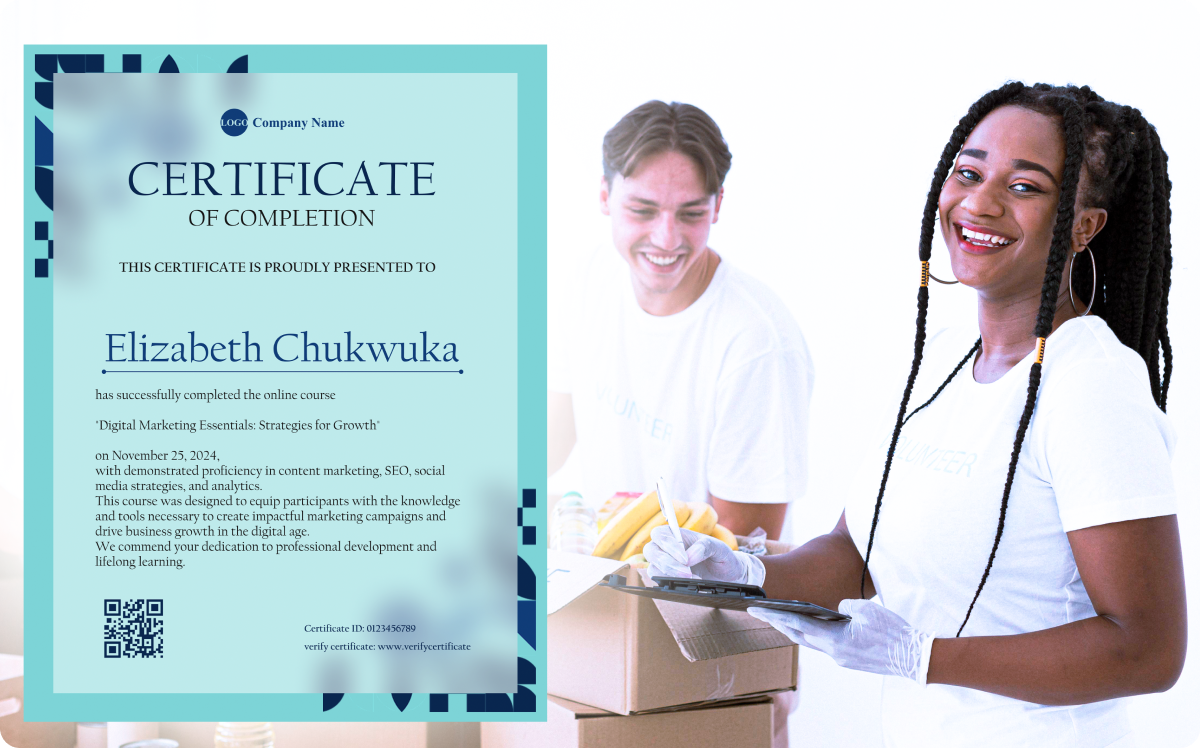 LOGO Company Name
CERTIFICATE
OF COMPLETION
THIS CERTIFICATE IS PROUDLY PRESENTED TO
Elizabeth Chukwuka
has successfully completed the online course
"Digital Marketing Essentials: Strategies for Growth"
on November 25, 2024,
with demonstrated proficiency in content marketing, SEO, social
media strategies, and analytics.
This course was designed to equip participants with the knowledge
and tools necessary to create impactful marketing campaigns and
drive business growth in the digital age.
We commend your dedication to professional development and
lifelong learning.
Certificate ID: 0123456789
verify certificate: www.verifycertificate
VOLUNTEER
VOLUNTEER